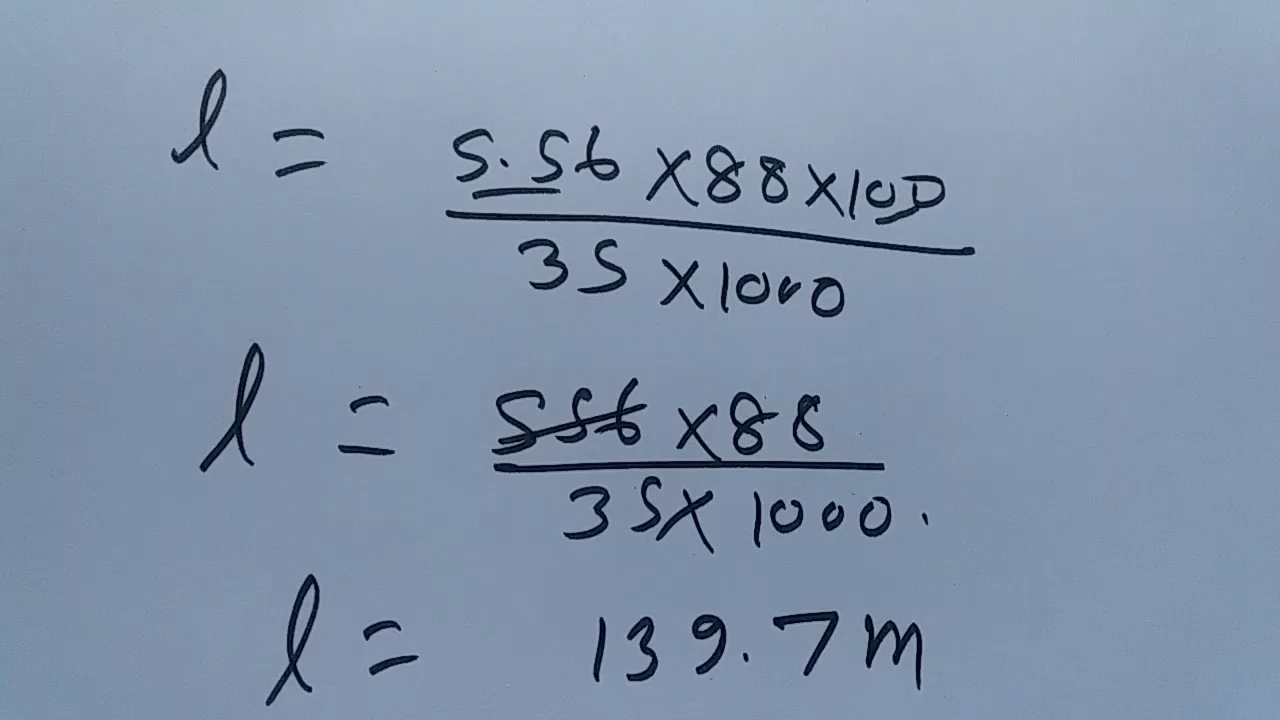 l = 5.56 x 88 x 100
35 x 1000
l = 556 x 88
35 x 1000.
l = 139.7 m